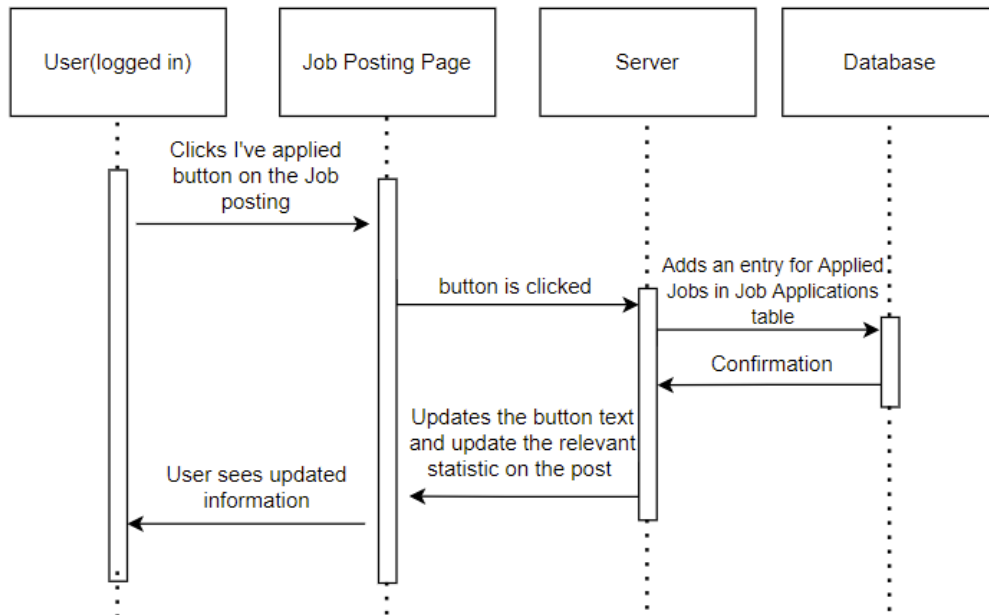 User(logged in)
Job Posting Page
Server
Database
Clicks I've applied
button on the Job
posting
button is clicked
Adds an entry for Applied
Jobs in Job Applications
table
Confirmation
Updates the button text
and update the relevant
statistic on the post
User sees updated
information